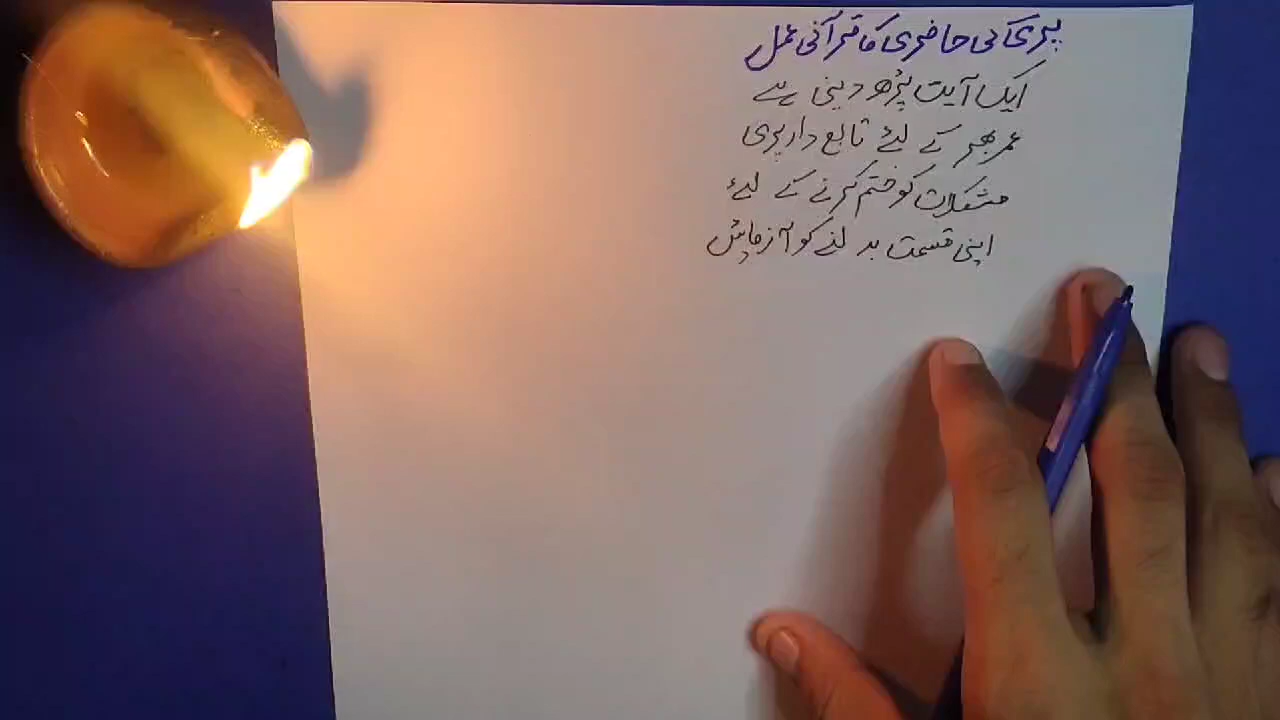 پری کی حاضری کا قرآنی عمل
ایک آیت پڑھ دینی ہے
عمر بھر کے لئے تابع دار پری
مشکلات کو ختم کرنے کے لئے
اپنی قسمت بدلنے کو آزمائیں